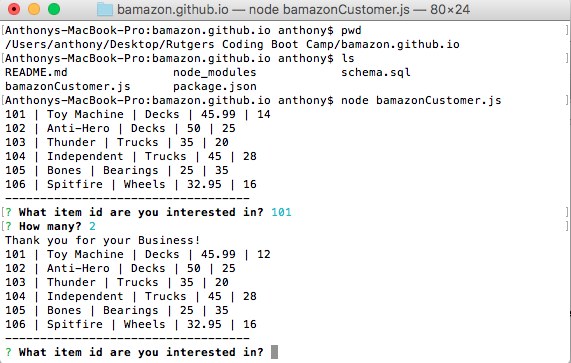 bamazon.github.io — node bamazonCustomer.js — 80×24
[Anthonys-MacBook-Pro:bamazon.github.io anthony$ pwd ]
/Users/anthony/Desktop/Rutgers Coding Boot Camp/bamazon.github.io
[Anthonys-MacBook-Pro:bamazon.github.io anthony$ ls ]
README.md node_modules schema.sql
bamazonCustomer.js package.json
[Anthonys-MacBook-Pro:bamazon.github.io anthony$ node bamazonCustomer.js ]
101 | Toy Machine | Decks | 45.99 | 14
102 | Anti-Hero | Decks | 50 | 25
103 | Thunder | Trucks | 35 | 20
104 | Independent | Trucks | 45 | 28
105 | Bones | Bearings | 25 | 35
106 | Spitfire | Wheels | 32.95 | 16
-----------------------------------
[? What item id are you interested in? 101 ]
[? How many? 2 ]
Thank you for your Business!
101 | Toy Machine | Decks | 45.99 | 12
102 | Anti-Hero | Decks | 50 | 25
103 | Thunder | Trucks | 35 | 20
104 | Independent | Trucks | 45 | 28
105 | Bones | Bearings | 25 | 35
106 | Spitfire | Wheels | 32.95 | 16
-----------------------------------
? What item id are you interested in?